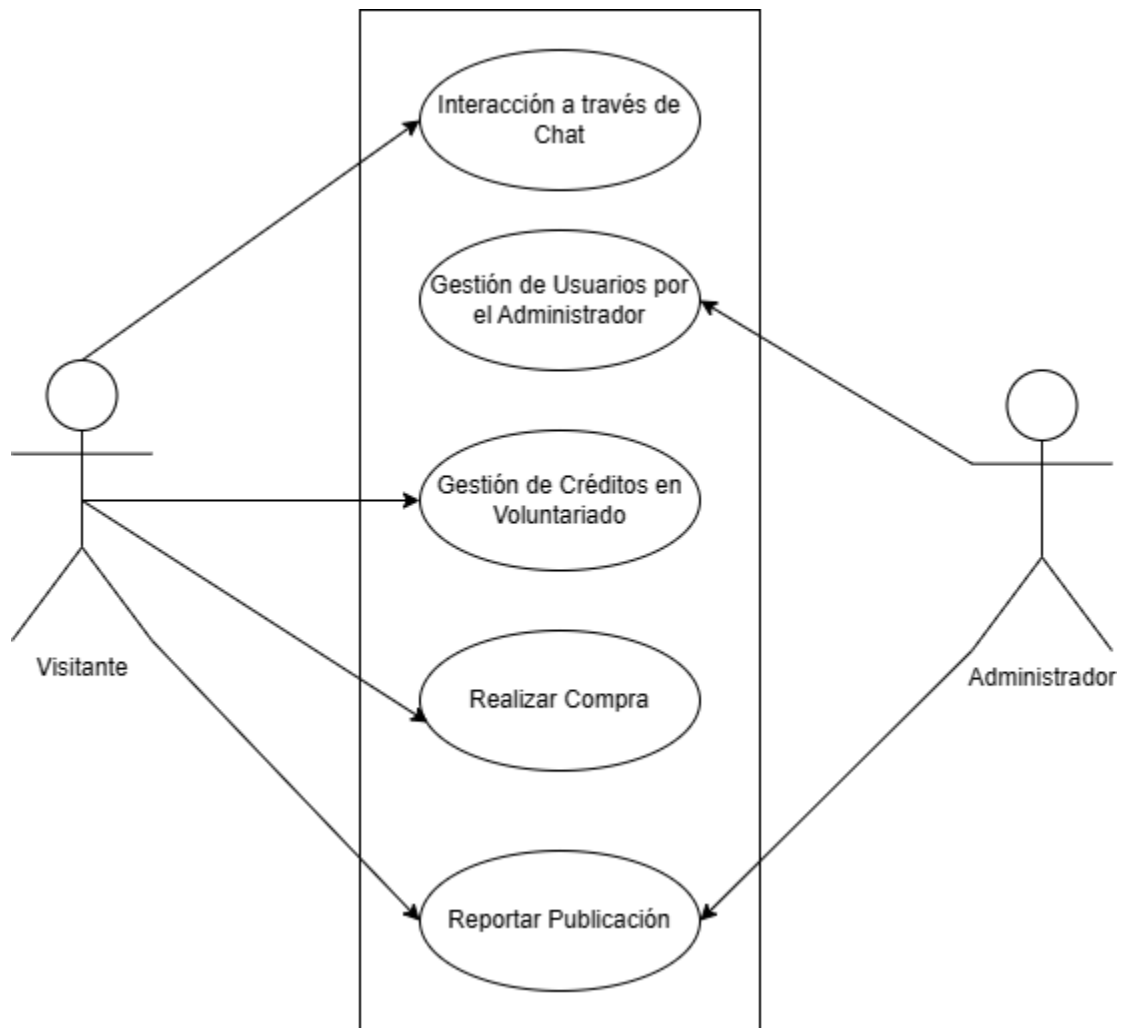 Interacción a través de
Chat
Gestión de Usuarios por
el Administrador
Gestión de Créditos en
Voluntariado
Visitante
Administrador
Realizar Compra
Reportar Publicación